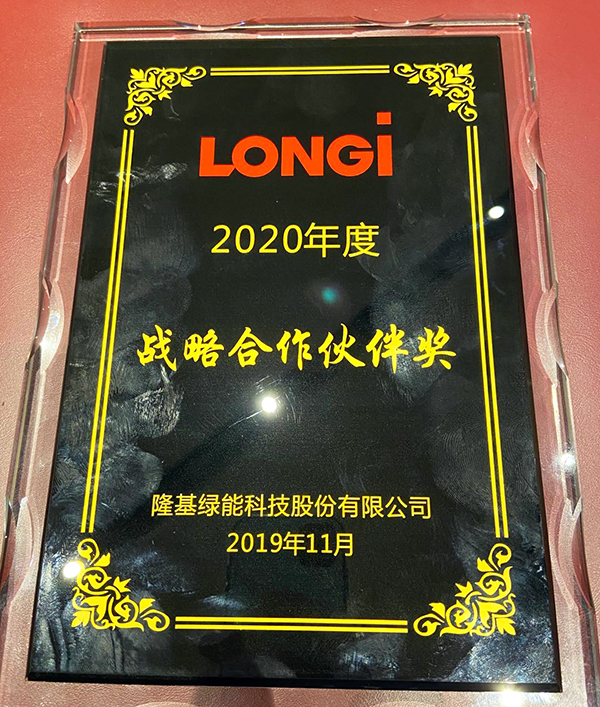 LONGi
2020年度
战略合作伙伴奖
隆基绿能科技股份有限公司
2019年11月